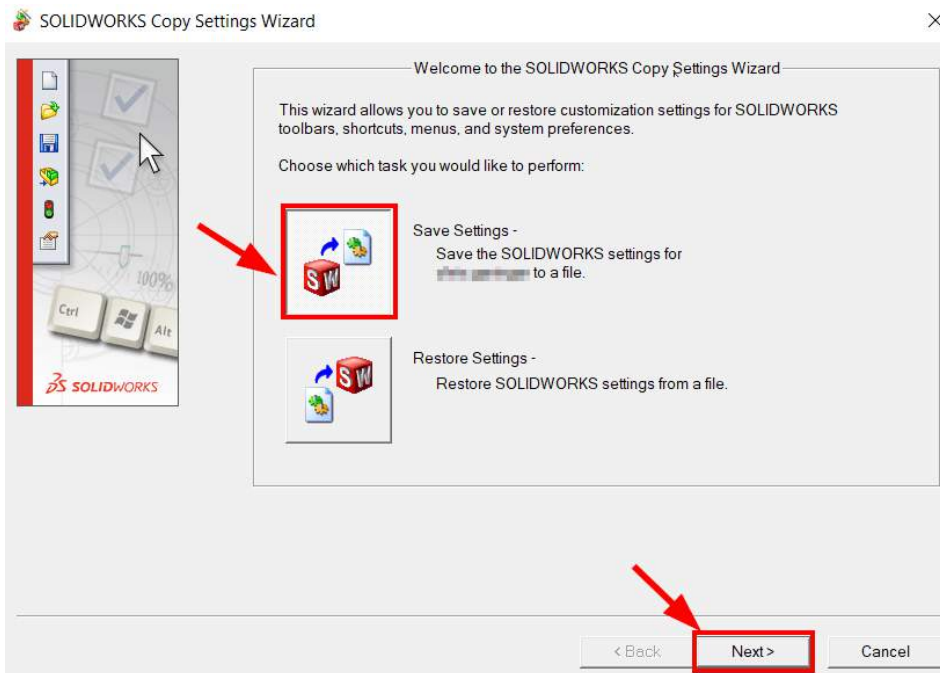 SOLIDWORKS Copy Settings Wizard
Welcome to the SOLIDWORKS Copy Settings Wizard
This wizard allows you to save or restore customization settings for SOLIDWORKS
toolbars, shortcuts, menus, and system preferences.
Choose which task you would like to perform:
SW
Save Settings -
Save the SOLIDWORKS settings for
to a file.
SW
Restore Settings -
Restore SOLIDWORKS settings from a file.
100%
Ctrl
Alt
SOLIDWORKS
< Back
Next >
Cancel